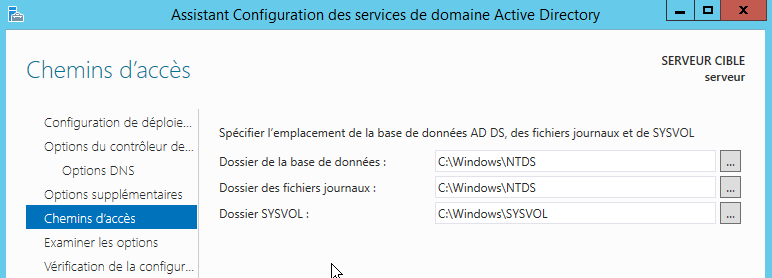 Assistant Configuration des services de domaine Active Directory
Chemins d'accès
SERVEUR CIBLE
serveur
Configuration de déploie...
Options du contrôleur de...
Options DNS
Options supplémentaires
Chemins d'accès
Examiner les options
Vérification de la configur...
Spécifier l'emplacement de la base de données AD DS, des fichiers journaux et de SYSVOL
Dossier de la base de données : C:\Windows\NTDS ...
Dossier des fichiers journaux : C:\Windows\NTDS ...
Dossier SYSVOL : C:\Windows\SYSVOL ...